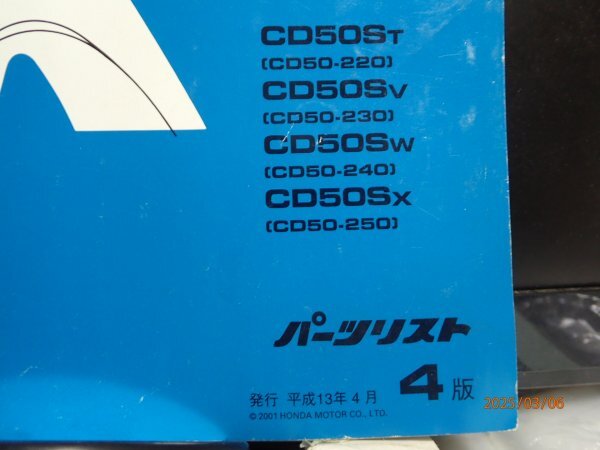 CD50ST
(CD50-220)
CD50SV
(CD50-230)
CD50SW
(CD50-240)
CD50SX
(CD50-250)
パーツリスト
発行 平成13年4月 4版
© 2001 HONDA MOTOR CO., LTD.
2025/03/06